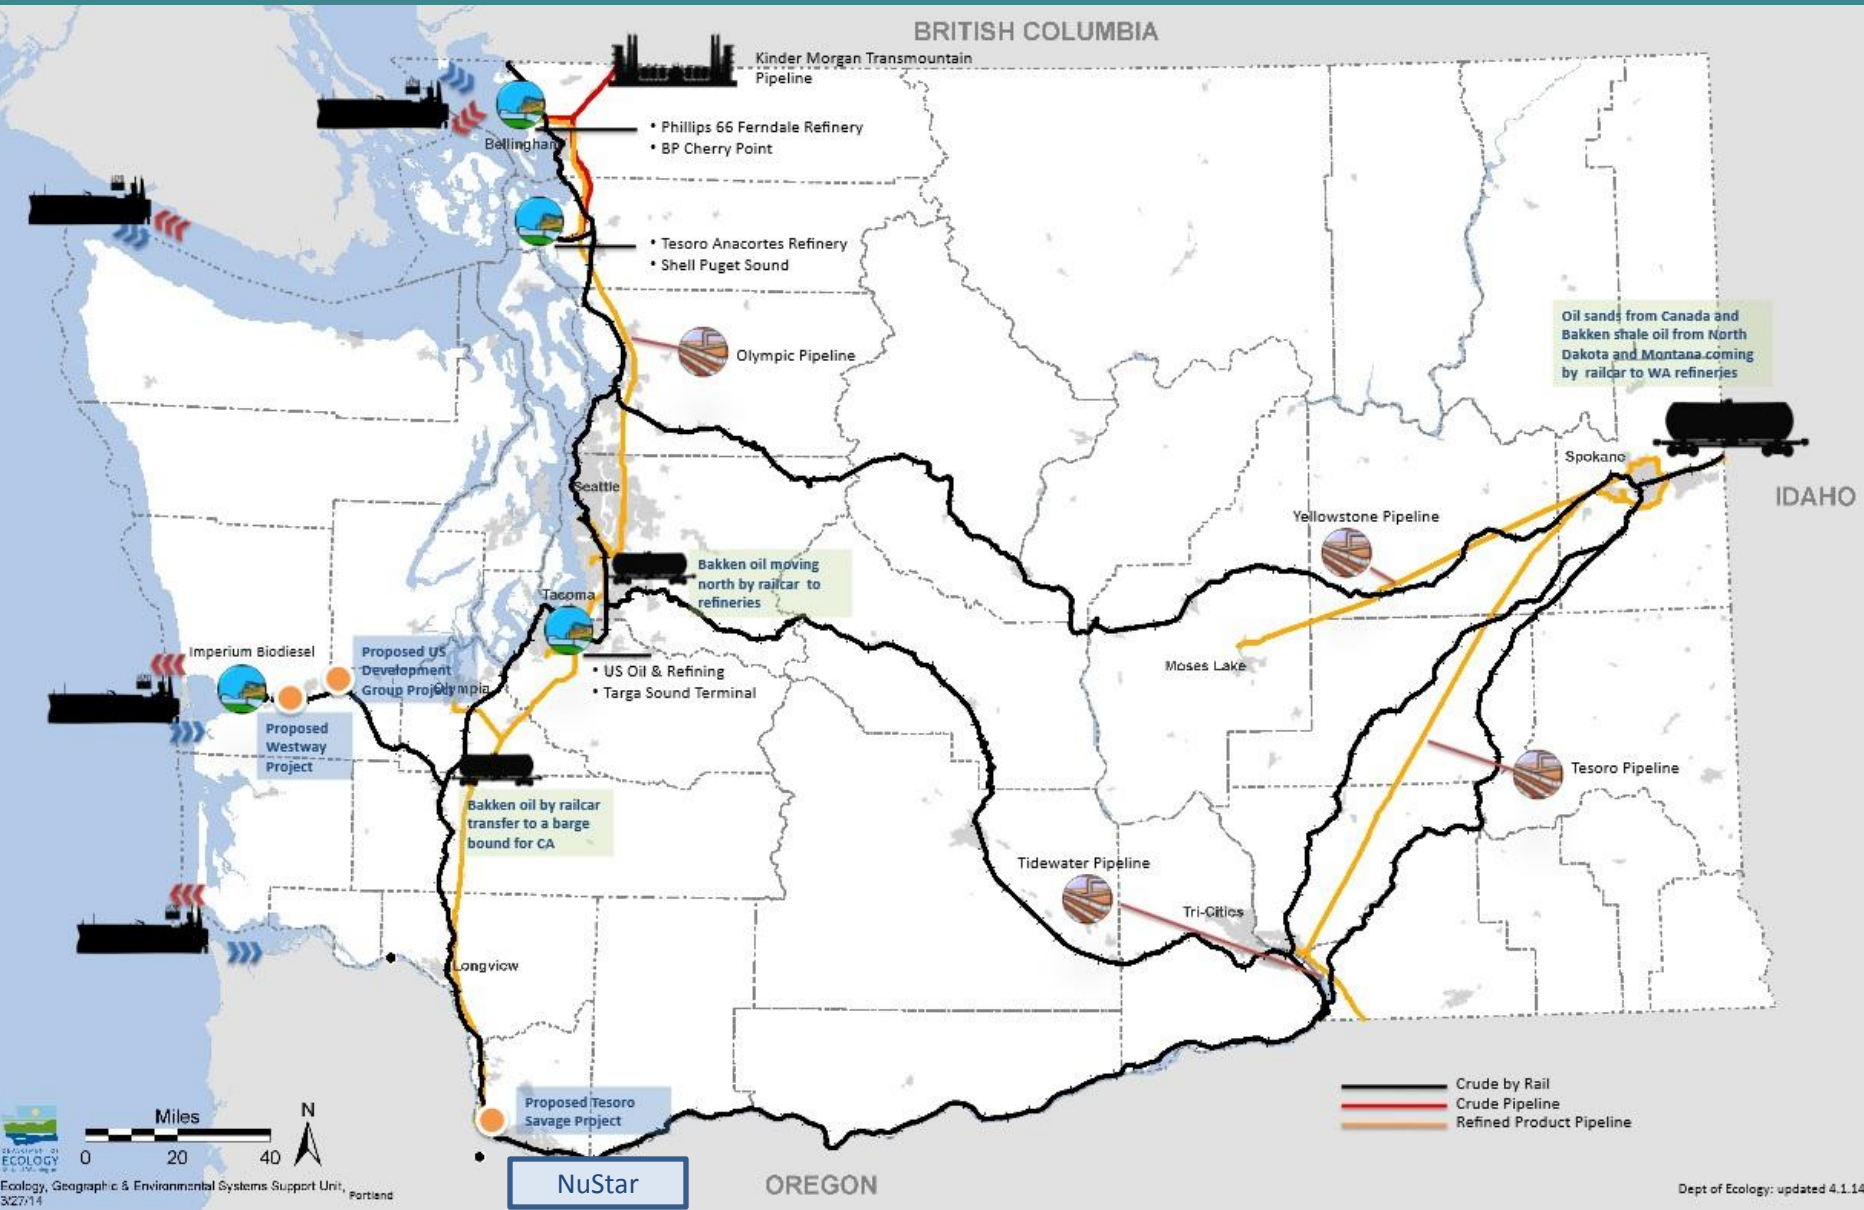 BRITISH COLUMBIA
Kinder Morgan Transmountain
Pipeline
• Phillips 66 Ferndale Refinery
• BP Cherry Point
Bellingham
• Tesoro Anacortes Refinery
• Shell Puget Sound
Oil sands from Canada and
Bakken shale oil from North
Dakota and Montana coming
by railcar to WA refineries
Olympic Pipeline
Spokane
Seattle
IDAHO
Yellowstone Pipeline
Bakken oil moving
north by railcar to
refineries
Tacoma
Imperium Biodiesel
Proposed US
Development
Group Project
Olympia
• US Oil & Refining
• Targa Sound Terminal
Moses Lake
Proposed
Westway
Project
Tesoro Pipeline
Bakken oil by railcar
transfer to a barge
bound for CA
Tidewater Pipeline
Tri-Cities
Longview
Crude by Rail
Crude Pipeline
Refined Product Pipeline
Proposed Tesoro
Savage Project
Miles
0 20 40
N
ECOLOGY
NuStar
OREGON
Ecology, Geographic & Environmental Systems Support Unit,
3/27/14
Portland
Dept of Ecology: updated 4.1.14